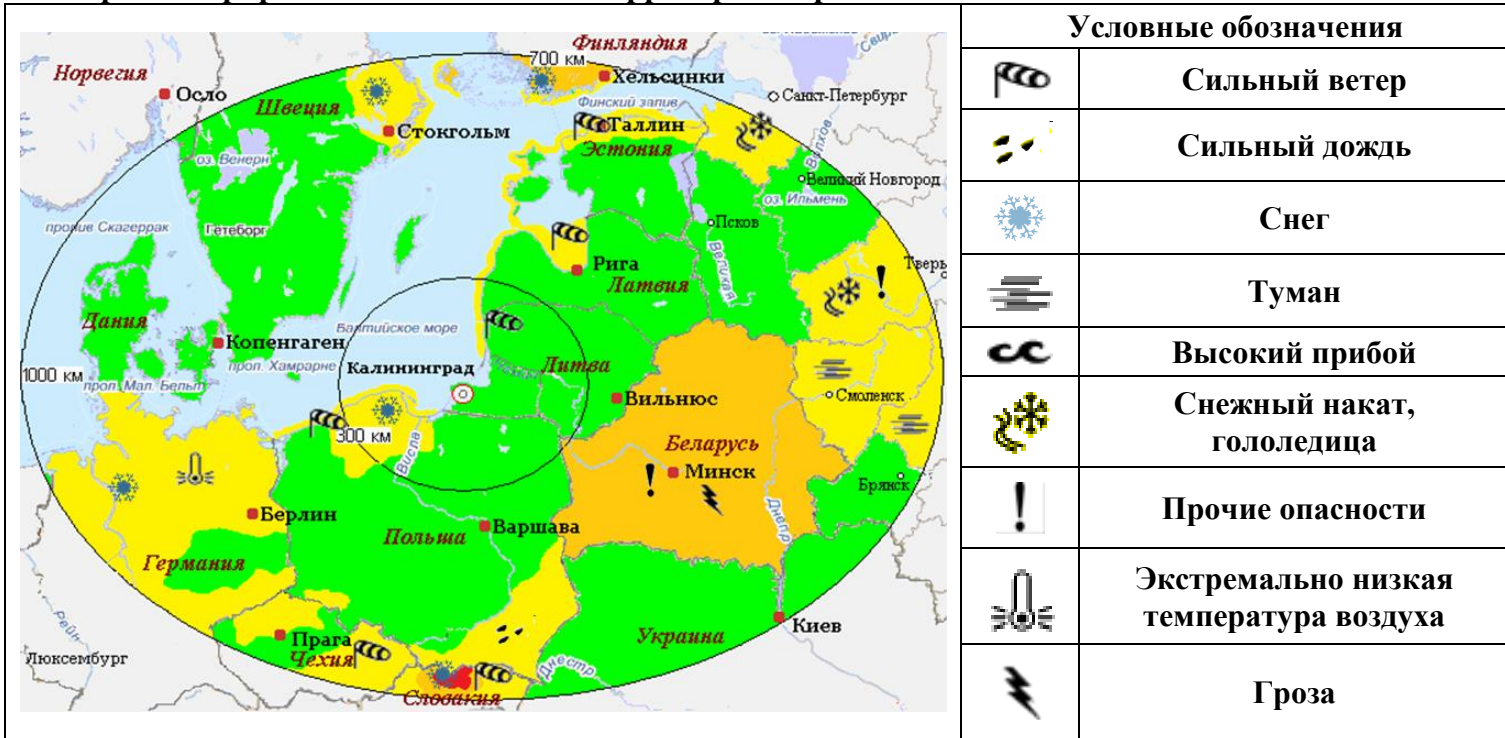 Норвегия
Осло
Швеция
Финляндия
700 км
Хельсинки
Санкт-Петербург
Финский залив
Стокгольм
Таллин
Эстония
оз. Венерн
Волхов
Великий Новгород
оз. Ильмень
пролив Скагеррак
Гетеборг
Псков
Великая
Рига
Латвия
Тверь
Дания
Балтийское море
Копенгаген
Калининград
Литва
1000 км
проп. Мал. Бельт
проп. Хамрарне
Вильнюс
Смоленск
300 км
Висла
Беларусь
Минск
Брянск
Днепр
Берлин
Польша
Варшава
Германия
Рейн
Прага
Чехия
Украина
Киев
Люксембург
Днестр
Словакия
Условные обозначения
Сильный ветер
Сильный дождь
Снег
Туман
Высокий прибой
Снежный накат,
гололедица
Прочие опасности
Экстремально низкая
температура воздуха
Гроза